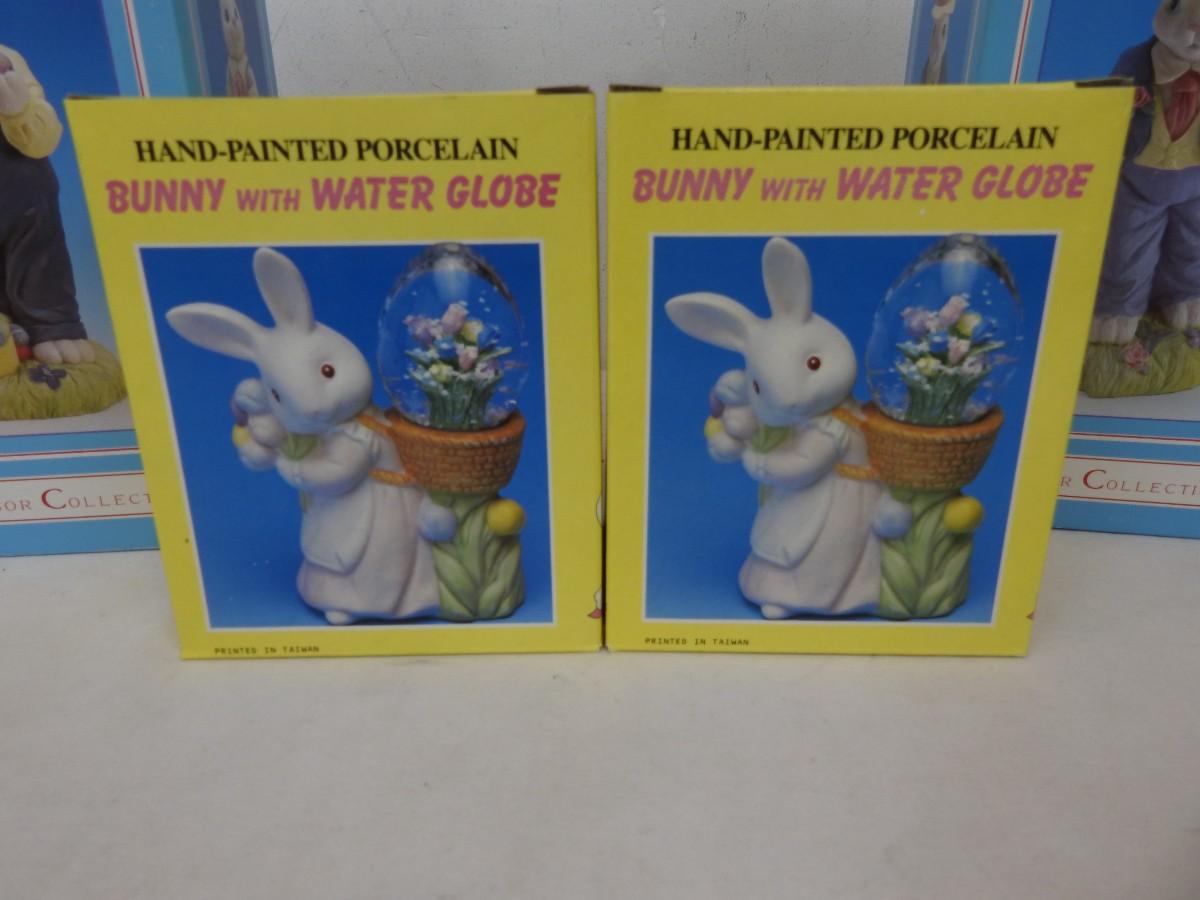 HAND-PAINTED PORCELAIN
BUNNY WITH WATER GLOBE
PRINTED IN TAIWAN
HAND-PAINTED PORCELAIN
BUNNY WITH WATER GLOBE
PRINTED IN TAIWAN